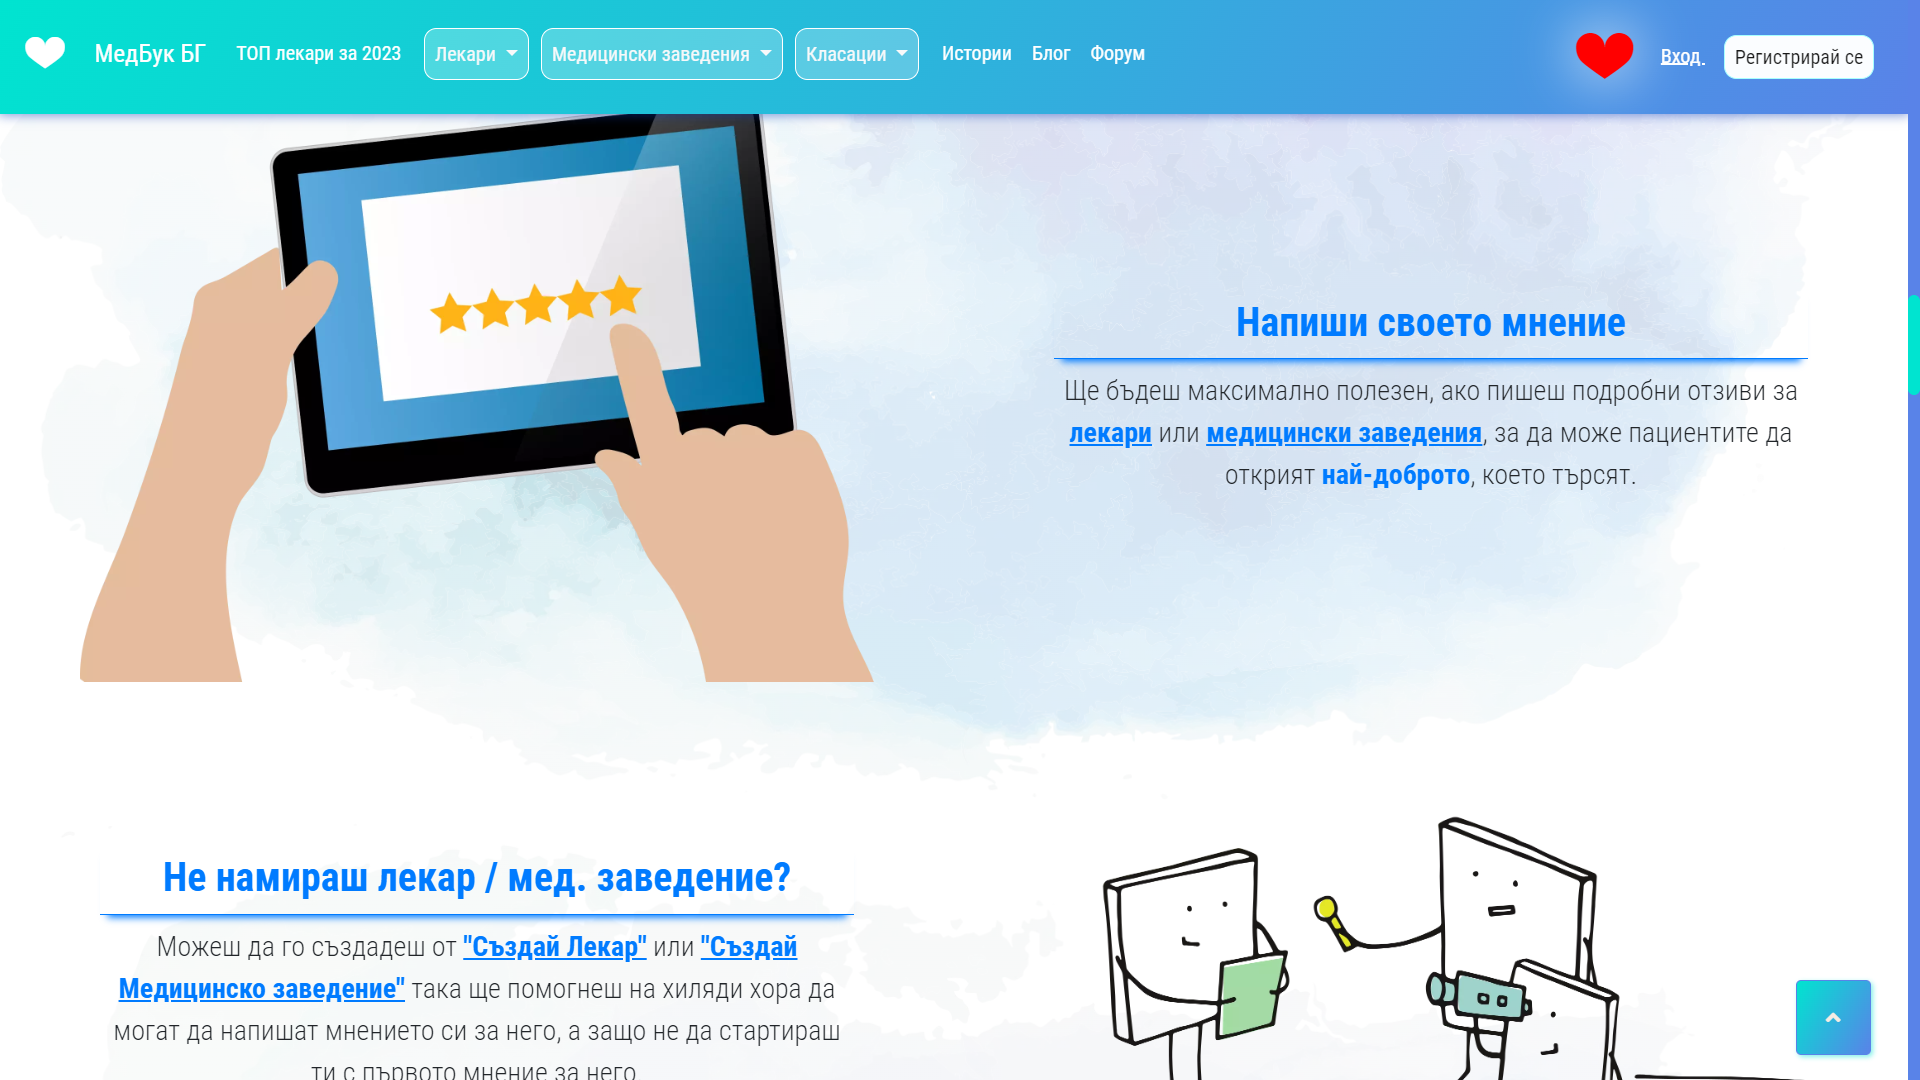 МедБук БГ ТОП лекари за 2023 Лекари Медицински заведения Класации Истории Блог Форум Вход Регистрирай се
Напиши своето мнение
Ще бъдеш максимално полезен, ако пишеш подробни отзиви за
лекари или медицински заведения, за да може пациентите да
открият най-доброто, което търсят.
Не намираш лекар / мед. заведение?
Можеш да го създадеш от "Създай Лекар" или "Създай
Медицинско заведение" така ще помогнеш на хиляди хора да
могат да напишат мнението си за него, а защо не да стартираш
ти с първото мнение за него.